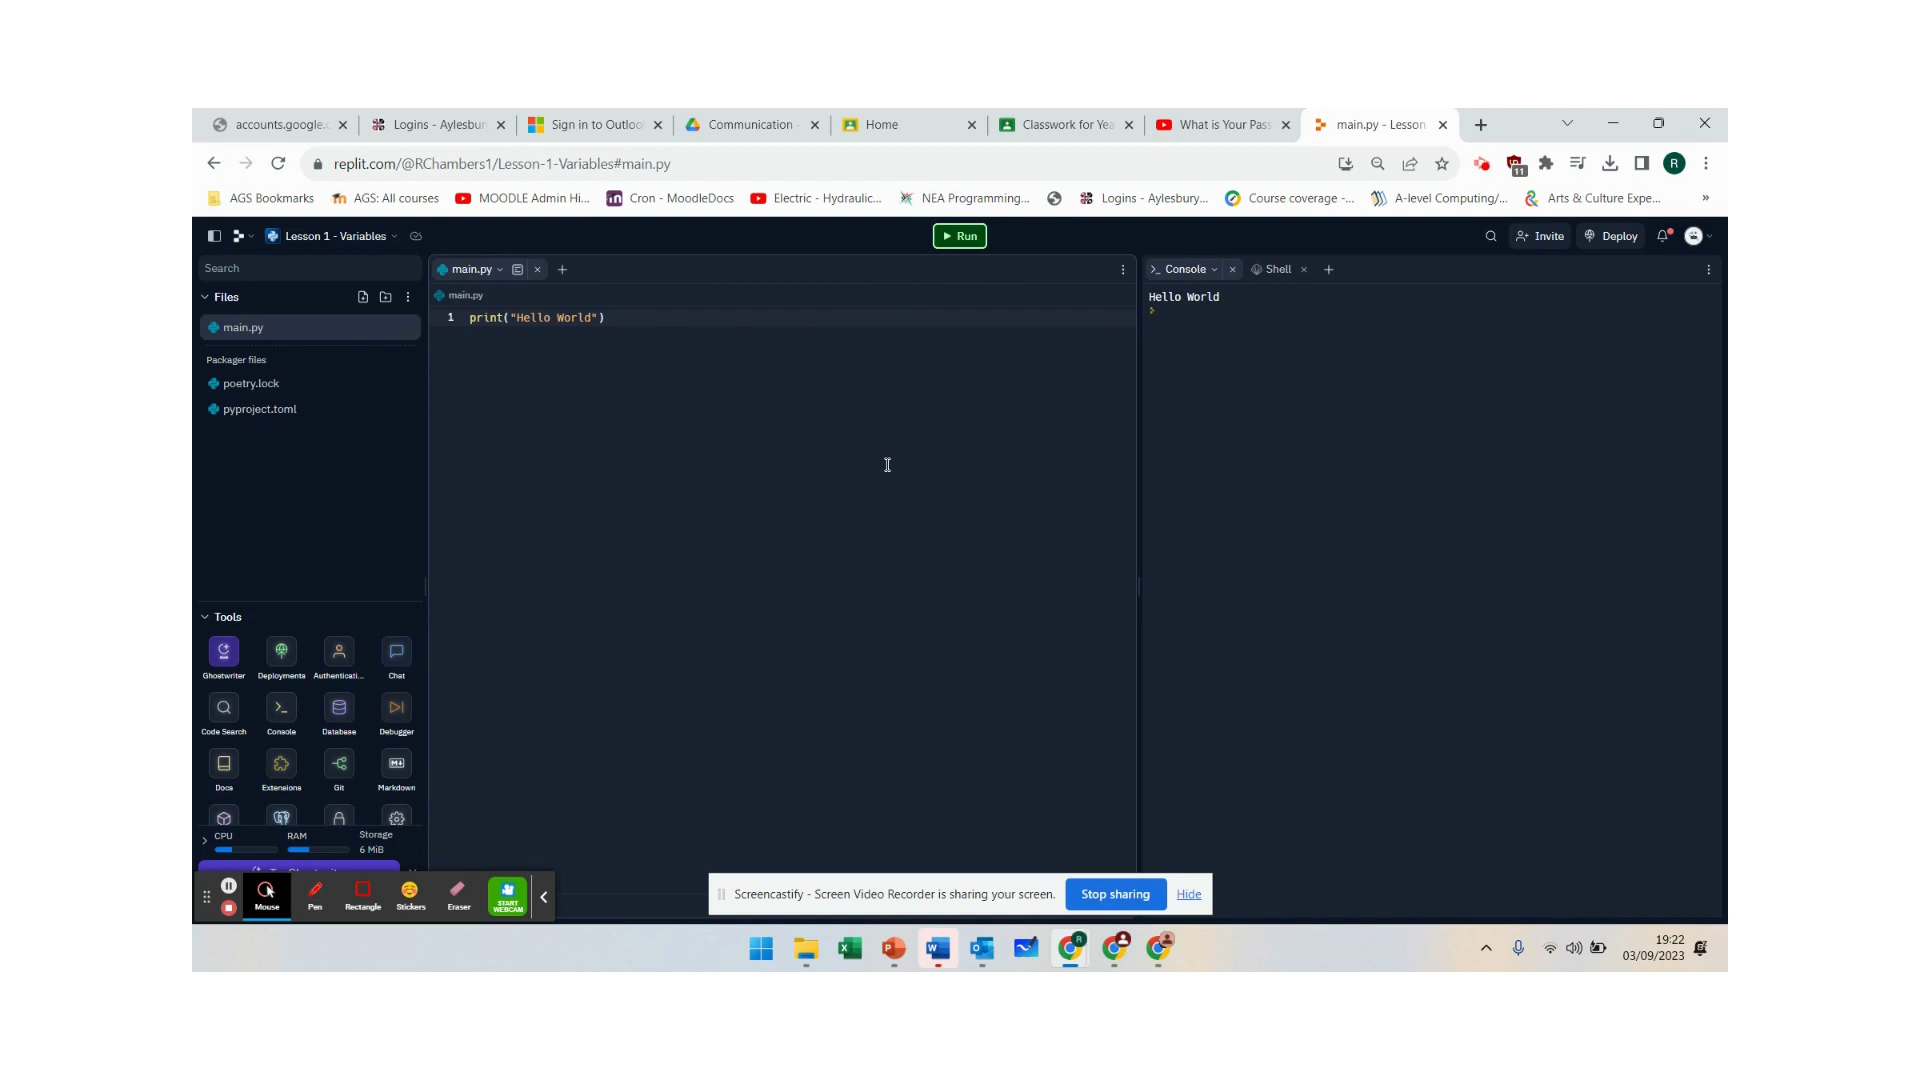 accounts.google.c
Logins - Aylesbur
Sign in to Outloo
Communication -
Home
Classwork for Yea
What is Your Pass
main.py - Lesson
replit.com/@RChambers1/Lesson-1-Variables#main.py
11
R
AGS Bookmarks
AGS: All courses
MOODLE Admin Hi...
Cron - MoodleDocs
Electric - Hydraulic...
NEA Programming...
Logins - Aylesbury...
Course coverage -...
A-level Computing/...
Arts & Culture Expe...
»
Lesson 1 - Variables
Run
Invite
Deploy
Search
main.py
Console
Shell
Files
main.py
Hello World
1 print("Hello World")
main.py
Packager files
poetry.lock
pyproject.toml
Tools
Ghostwriter
Deployments
Authenticati...
Chat
Code Search
Console
Database
Debugger
Docs
Extensions
Git
Markdown
CPU
RAM
Storage
6 MiB
Mouse
Pen
Rectangle
Stickers
Eraser
START WEBCAM
Screencastify - Screen Video Recorder is sharing your screen.
Stop sharing
Hide
19:22
03/09/2023